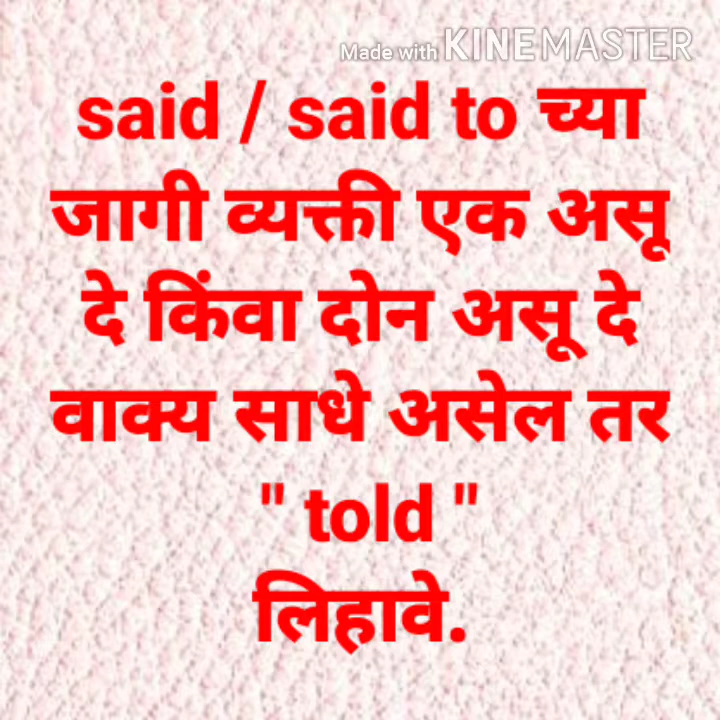 Made with KINEMASTER
said / said to च्या
जागी व्यक्ती एक असू
दे किंवा दोन असू दे
वाक्य साधे असेल तर
" told "
लिहावे.